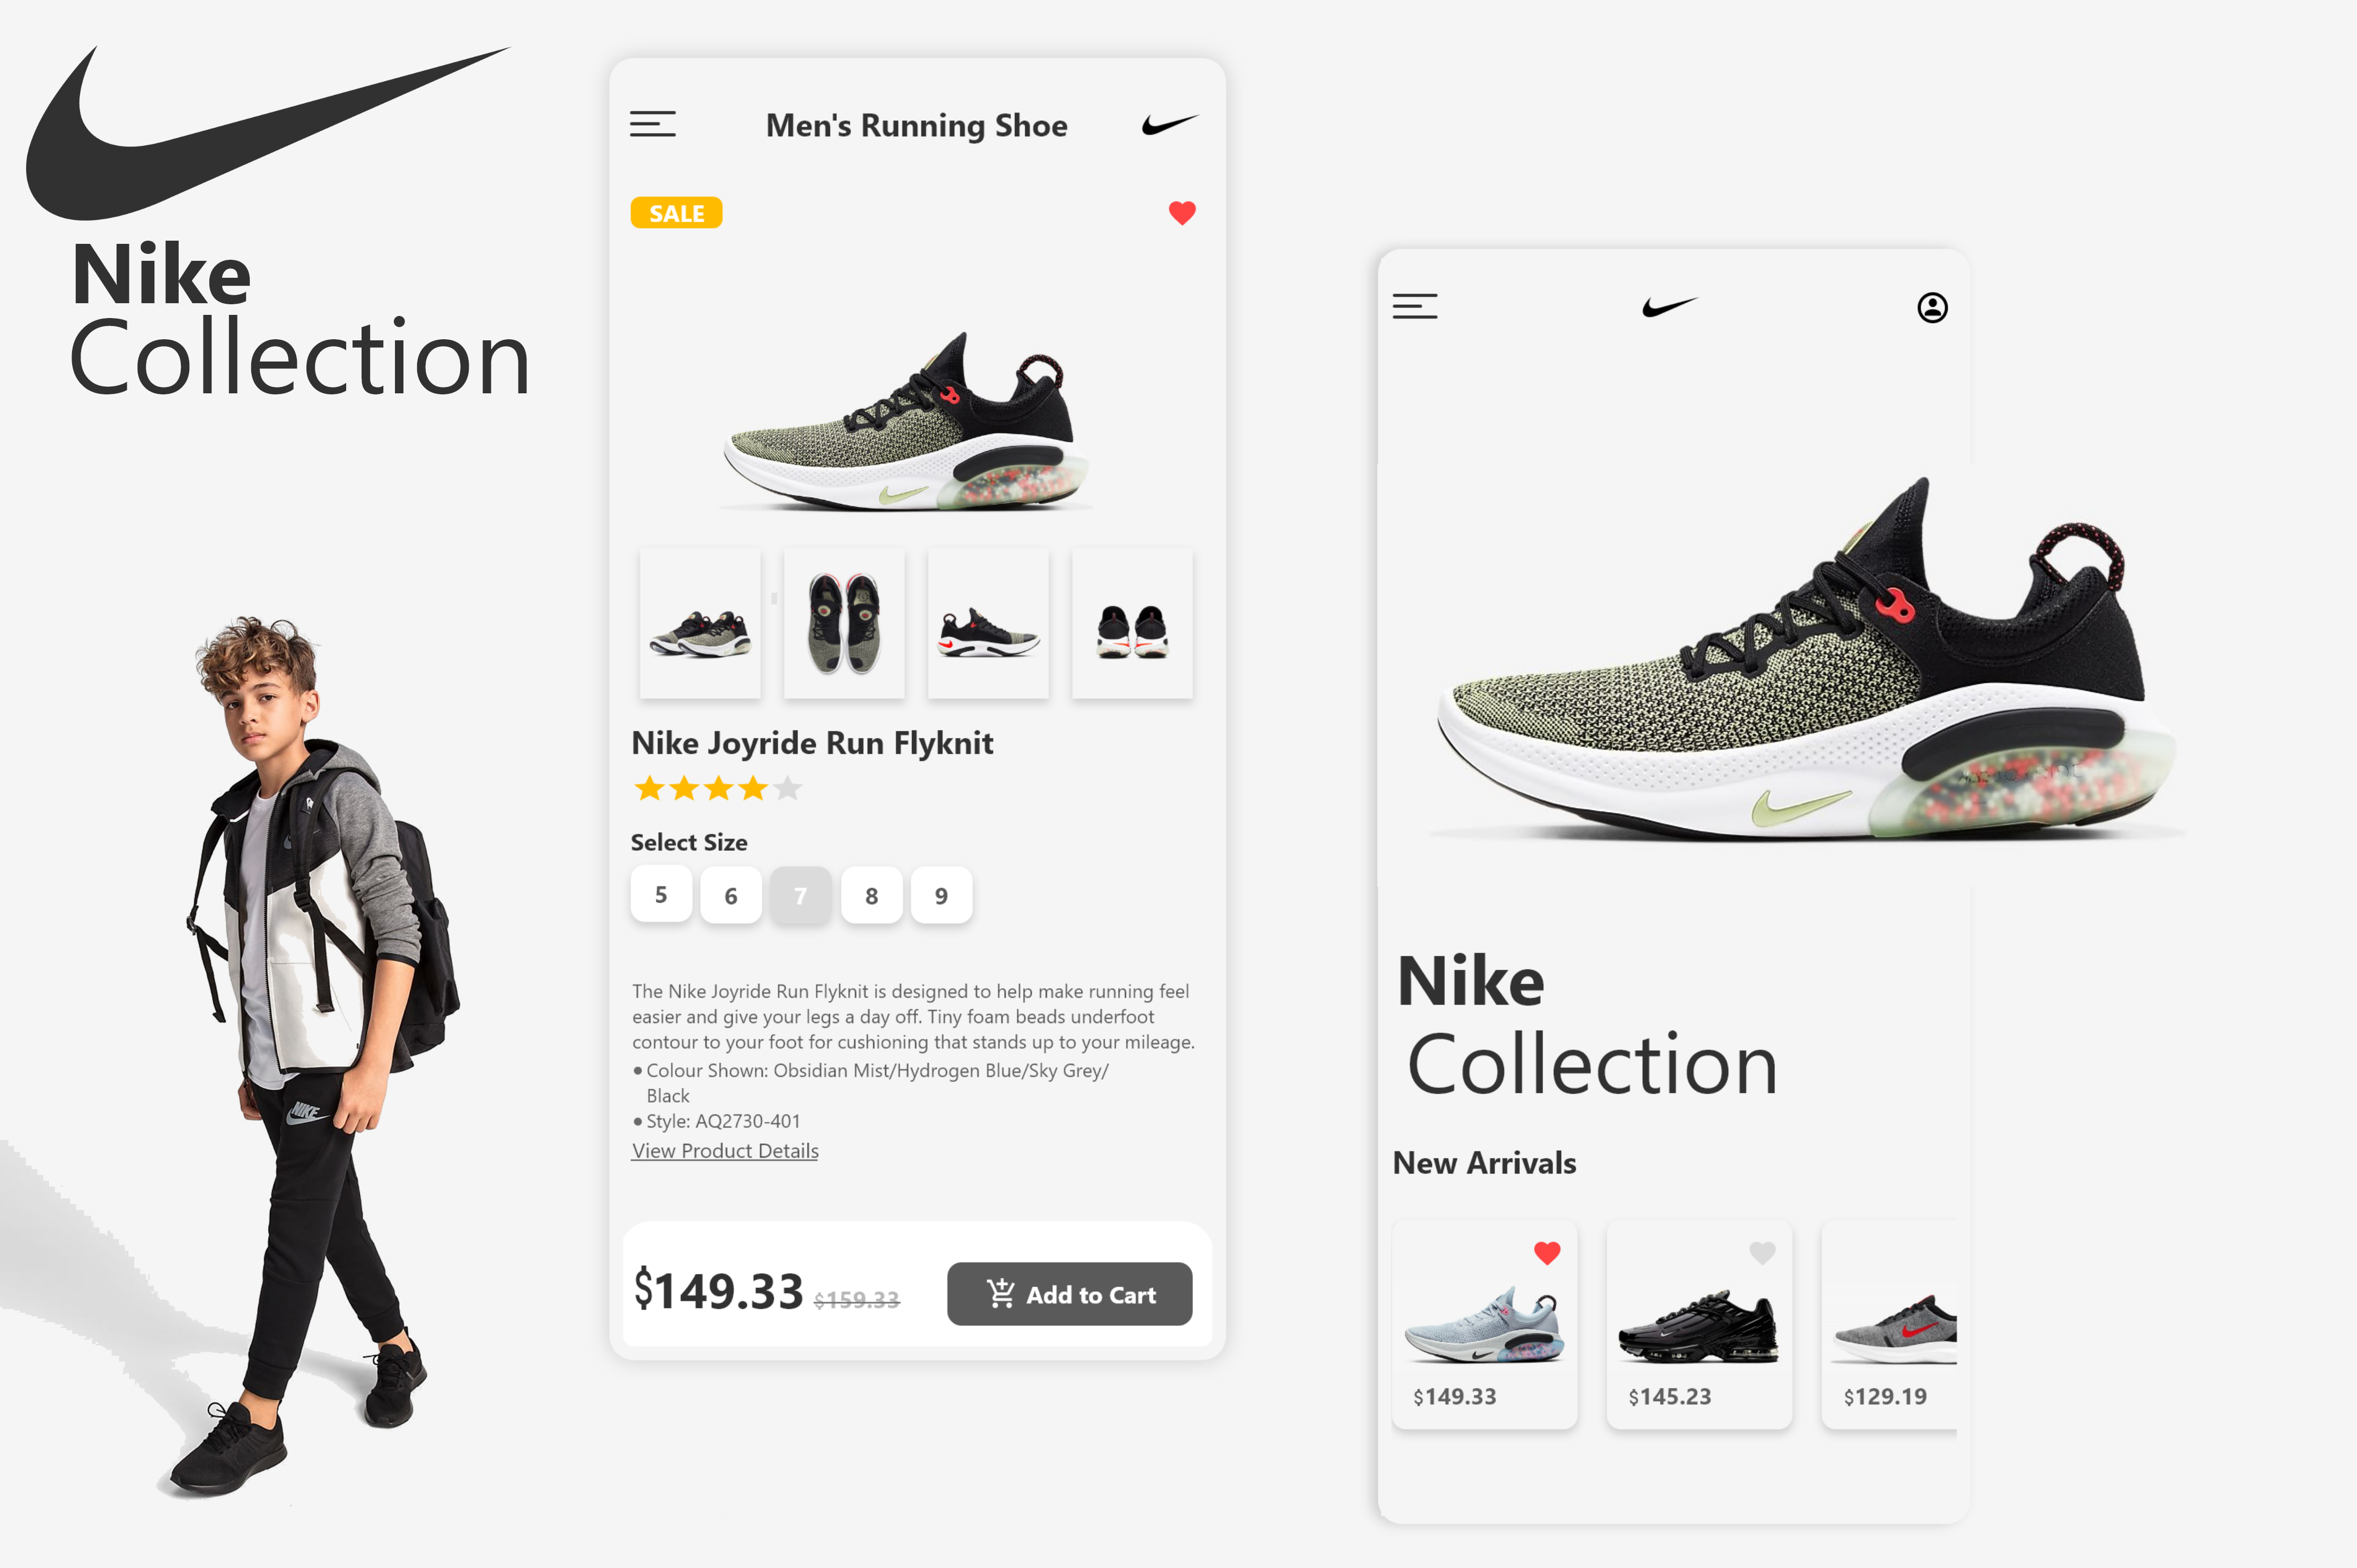 Nike
Collection
Men's Running Shoe
SALE
Nike Joyride Run Flyknit
Select Size
5 6 7 8 9
The Nike Joyride Run Flyknit is designed to help make running feel
easier and give your legs a day off. Tiny foam beads underfoot
contour to your foot for cushioning that stands up to your mileage.
• Colour Shown: Obsidian Mist/Hydrogen Blue/Sky Grey/
Black
• Style: AQ2730-401
View Product Details
$149.33 $159.33 Add to Cart
NIKE
Nike
Collection
New Arrivals
$149.33 $145.23 $129.19